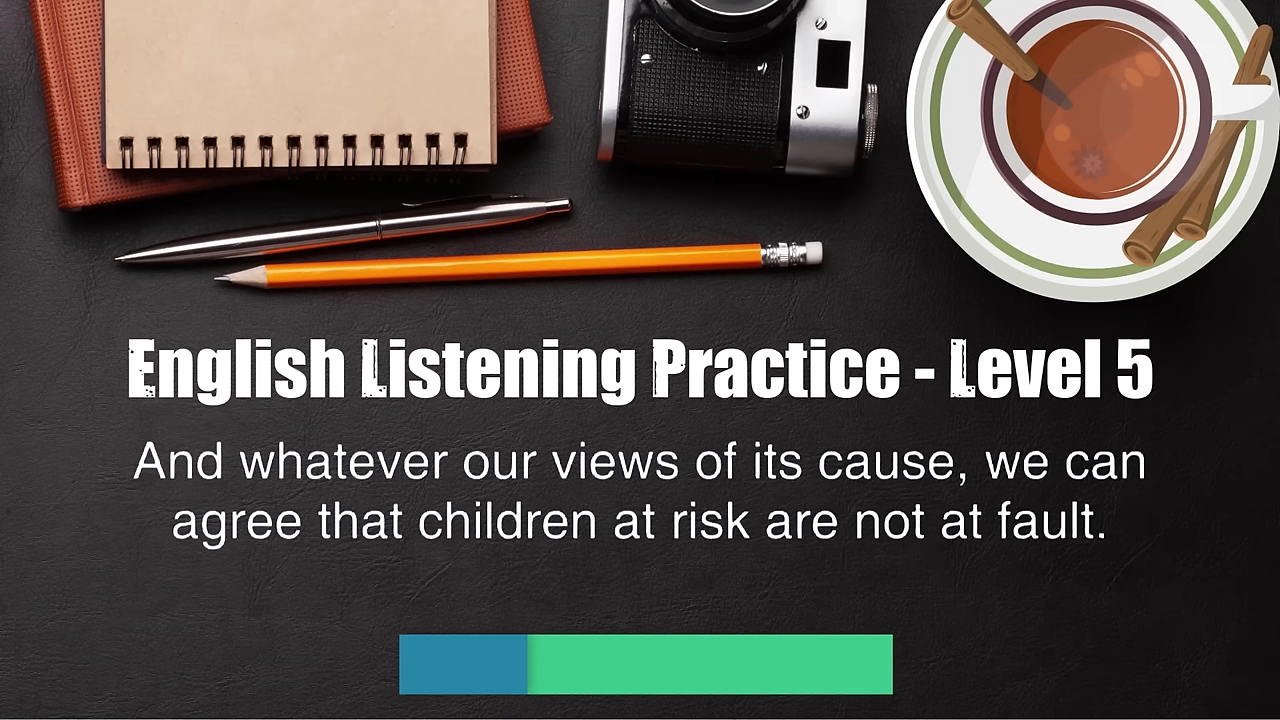 English Listening Practice - Level 5
And whatever our views of its cause, we can
agree that children at risk are not at fault.